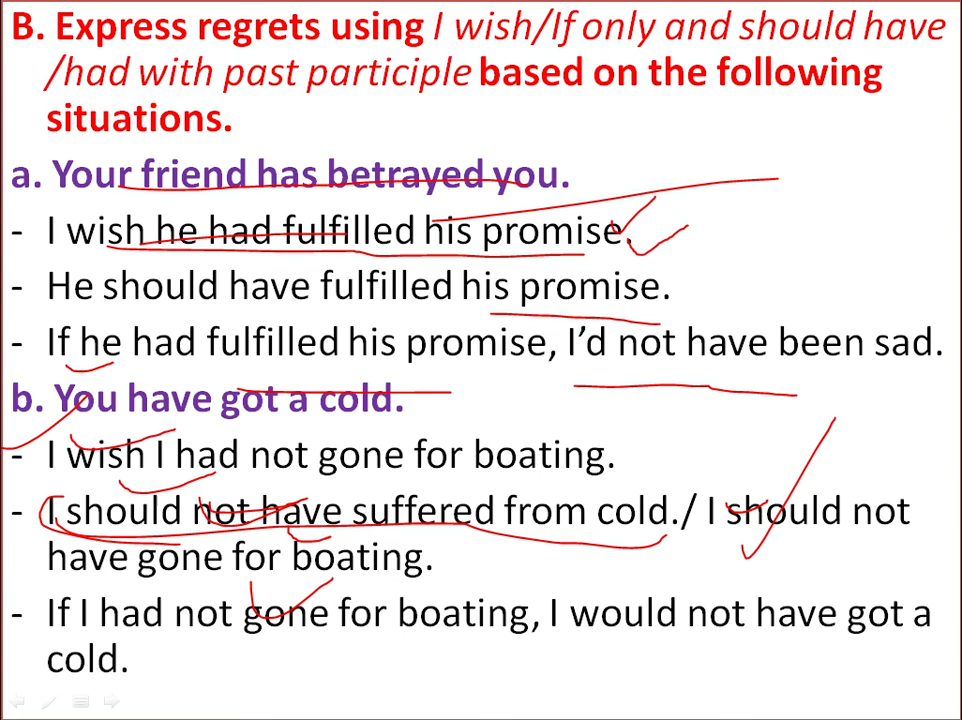 B. Express regrets using I wish/If only and should have
/had with past participle based on the following
situations.
a. Your friend has betrayed you.
- I wish he had fulfilled his promise.
- He should have fulfilled his promise.
- If he had fulfilled his promise, I’d not have been sad.
b. You have got a cold.
- I wish I had not gone for boating.
- I should not have suffered from cold./ I should not
have gone for boating.
- If I had not gone for boating, I would not have got a
cold.